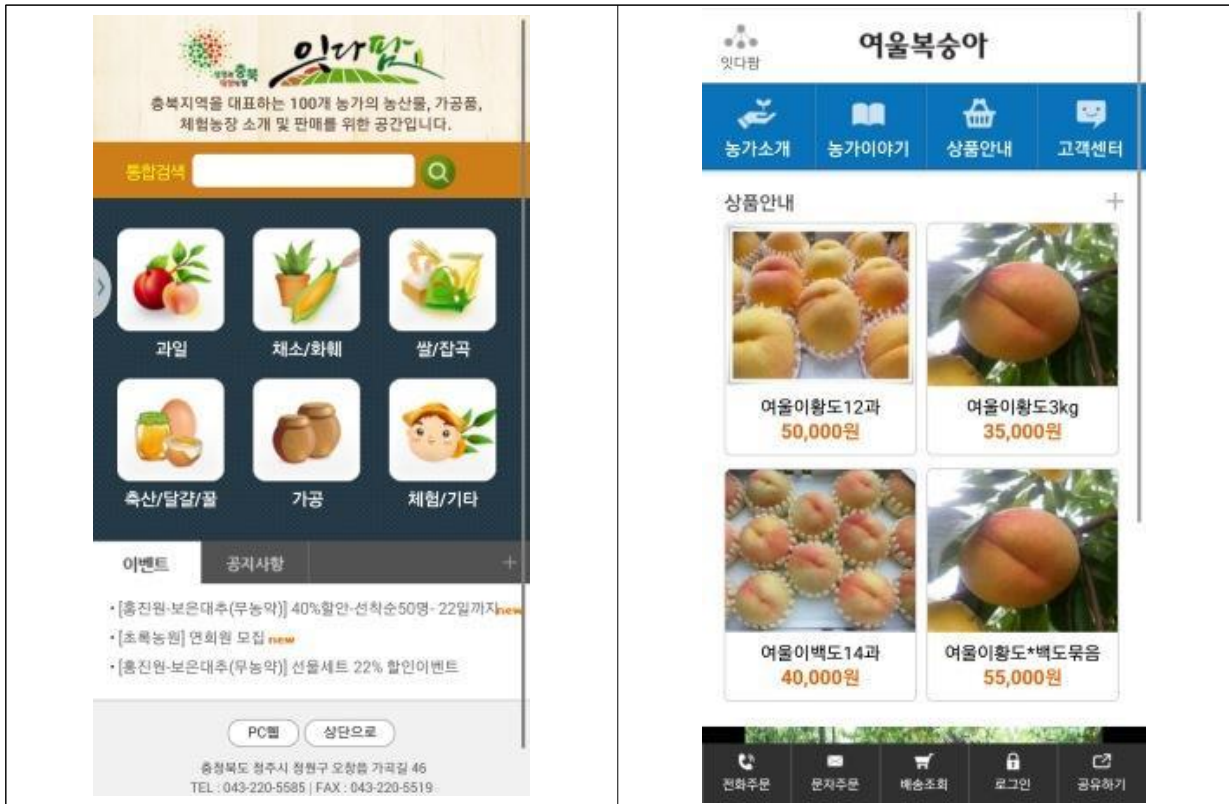 생명과 충북
태양의
잇다팜
충북지역을 대표하는 100개 농가의 농산물, 가공품,
체험농장 소개 및 판매를 위한 공간입니다.
통합검색
과일
채소/화훼
쌀/잡곡
축산/달걀/꿀
가공
체험/기타
이벤트
공지사항
• [홍진원-보은대추(무농약)] 40%할인-선착순50명- 22일까지 new
• [초록농원] 연회원 모집 new
• [홍진원-보은대추(무농약)] 선물세트 22% 할인이벤트
PC웹
상단으로
충청북도 청주시 청원구 오창읍 가곡길 46
TEL : 043-220-5585 | FAX : 043-220-5519
잇다팜
여울복숭아
농가소개
농가이야기
상품안내
고객센터
상품안내
여울이황도12과
50,000원
여울이황도3kg
35,000원
여울이백도14과
40,000원
여울이황도*백도묶음
55,000원
전화주문
문자주문
배송조회
로그인
공유하기